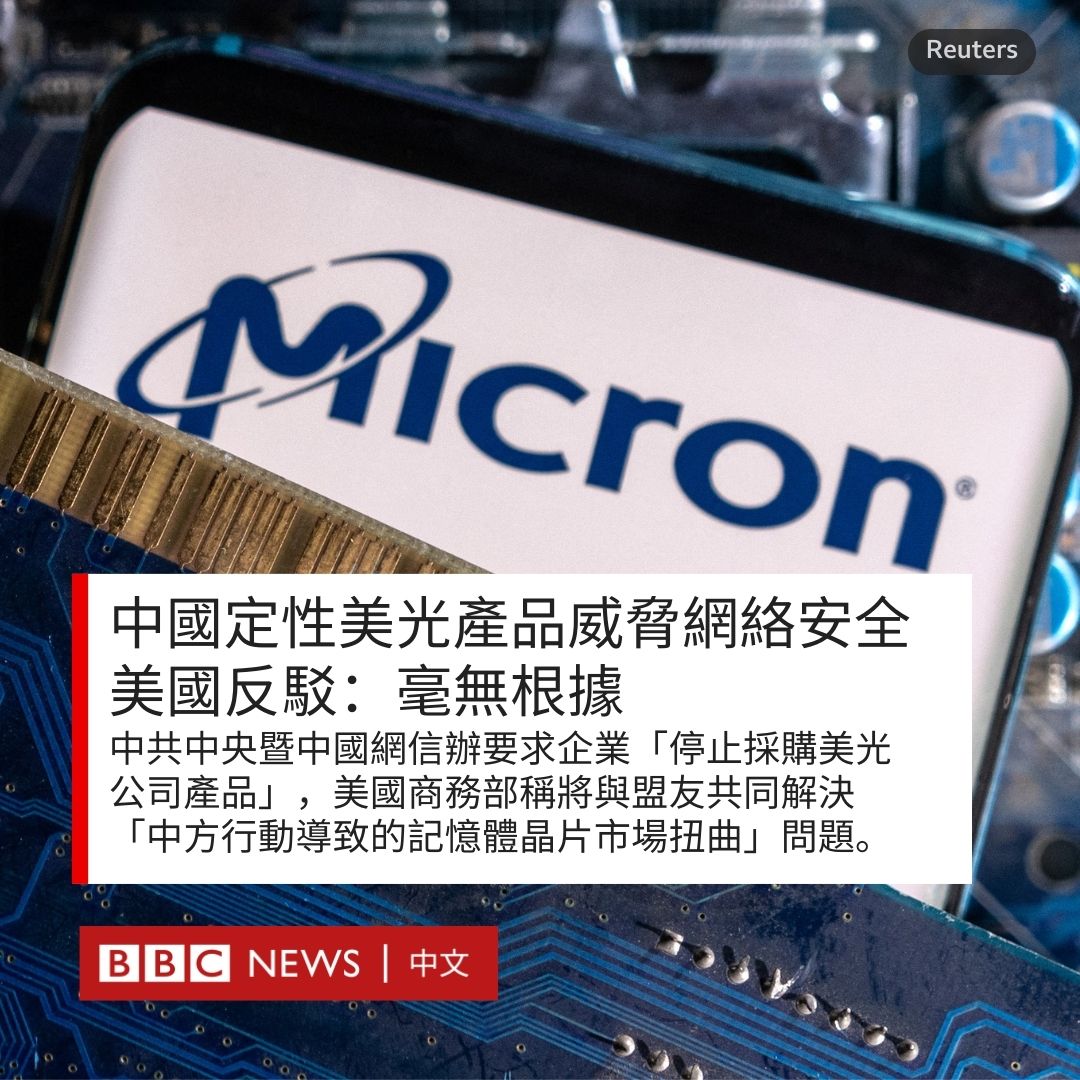 Reuters
Micron®
中國定性美光產品威脅網絡安全
美國反駁：毫無根據
中共中央暨中國網信辦要求企業「停止採購美光
公司產品」，美國商務部稱將與盟友共同解決
「中方行動導致的記憶體晶片市場扭曲」問題。
BBC NEWS | 中文